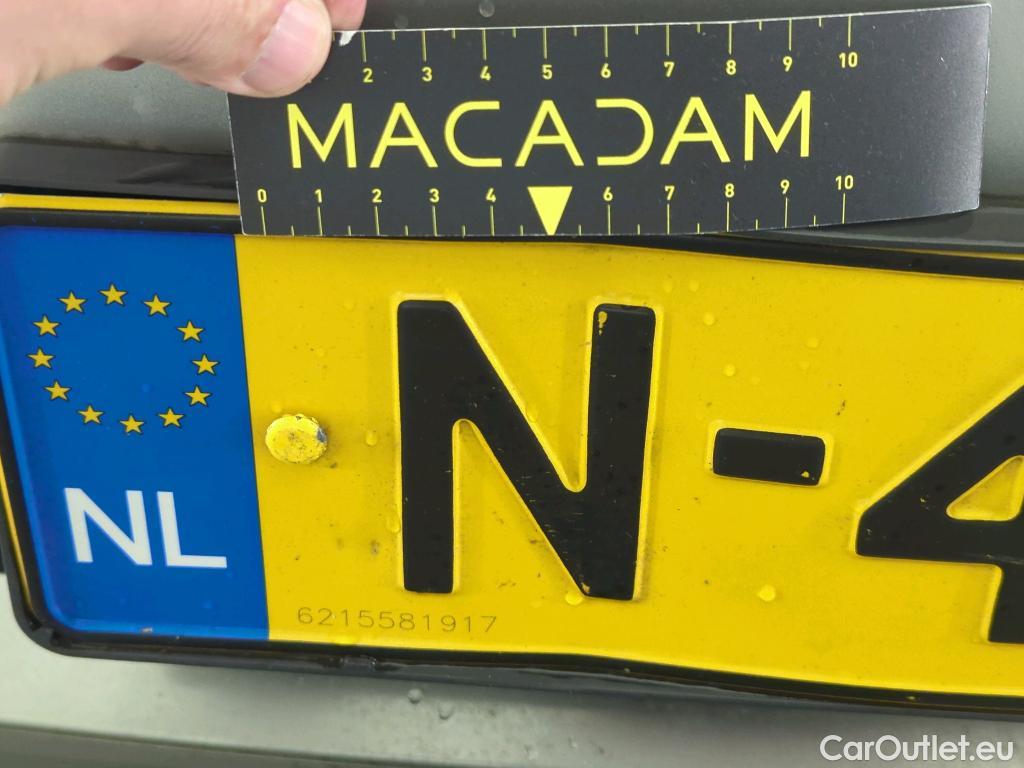 2 3 4 5 6 7 8 9 10
MACADAM
0 1 2 3 4 6 7 8 9 10
N-4
NL
6215581917
CarOutlet.eu